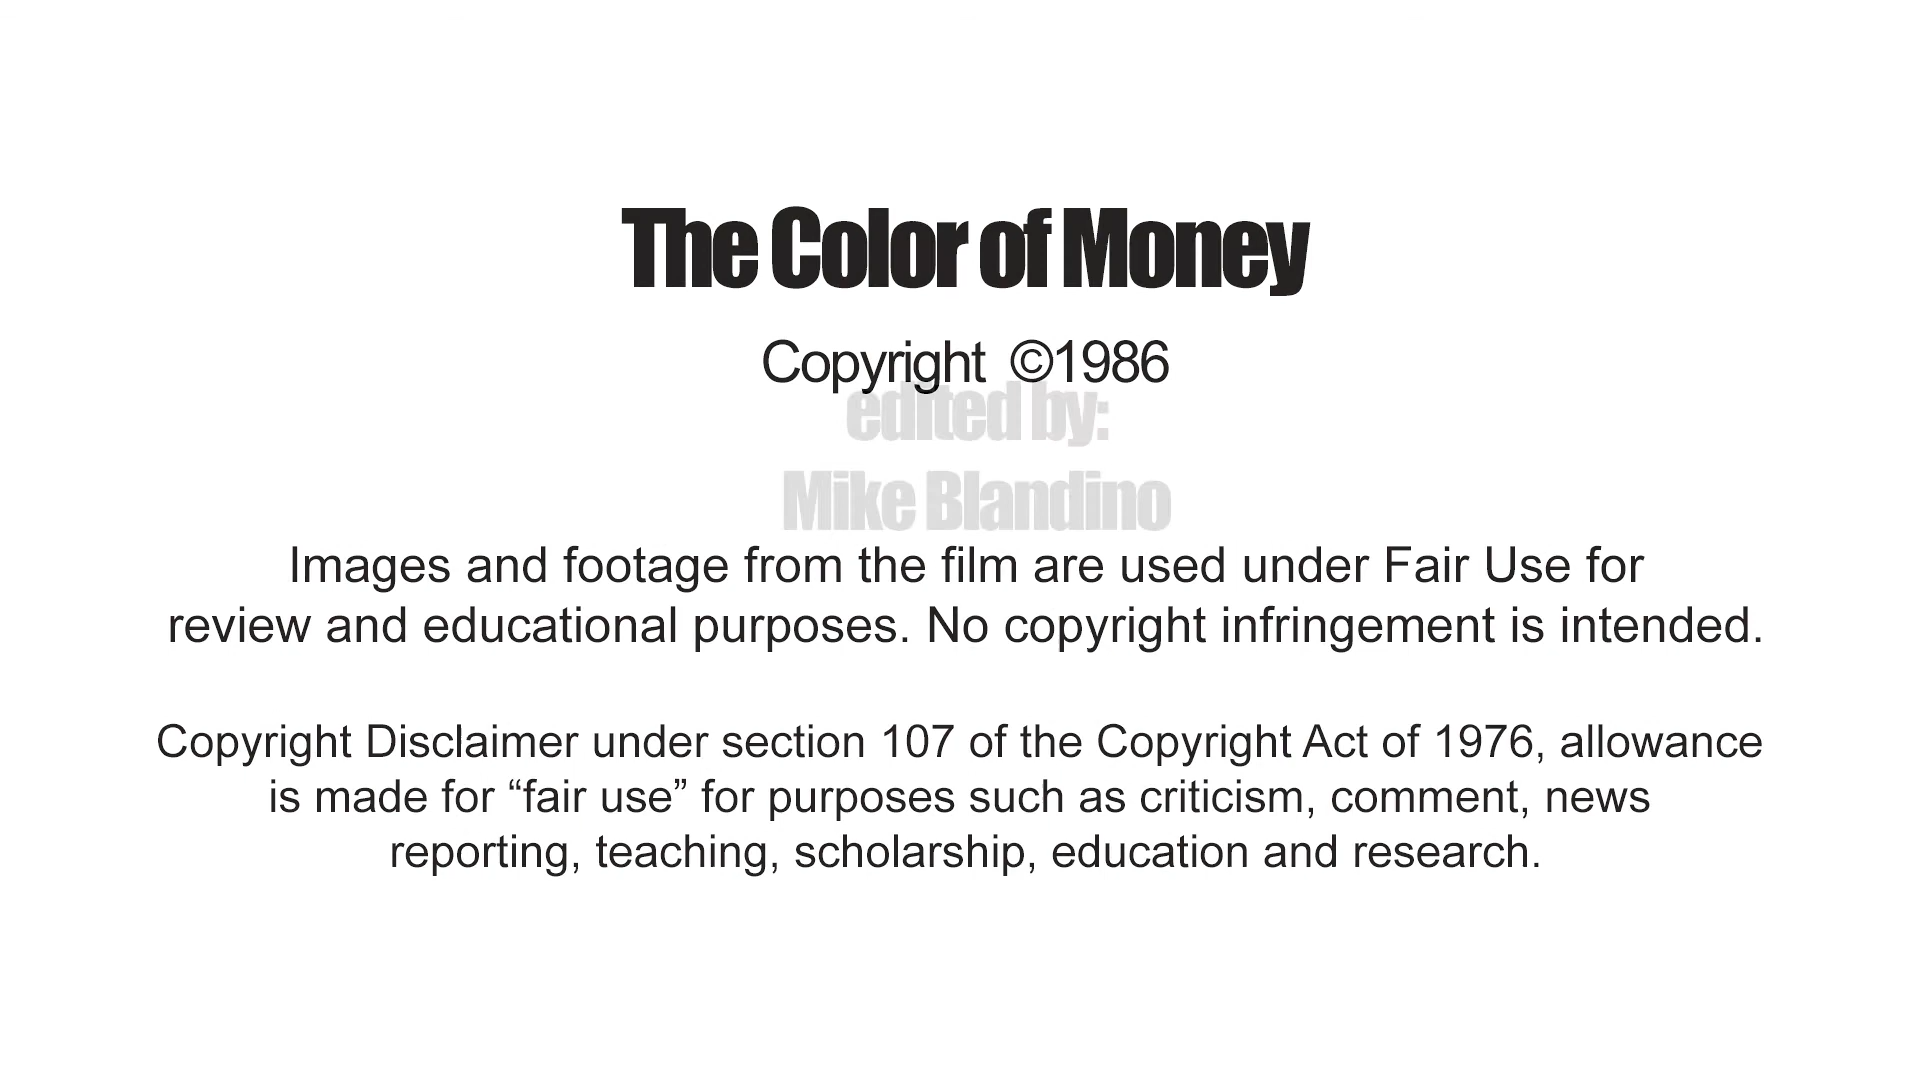 The Color of Money
Copyright ©1986
edited by:
Mike Blandino
Images and footage from the film are used under Fair Use for
review and educational purposes. No copyright infringement is intended.
Copyright Disclaimer under section 107 of the Copyright Act of 1976, allowance
is made for “fair use” for purposes such as criticism, comment, news
reporting, teaching, scholarship, education and research.